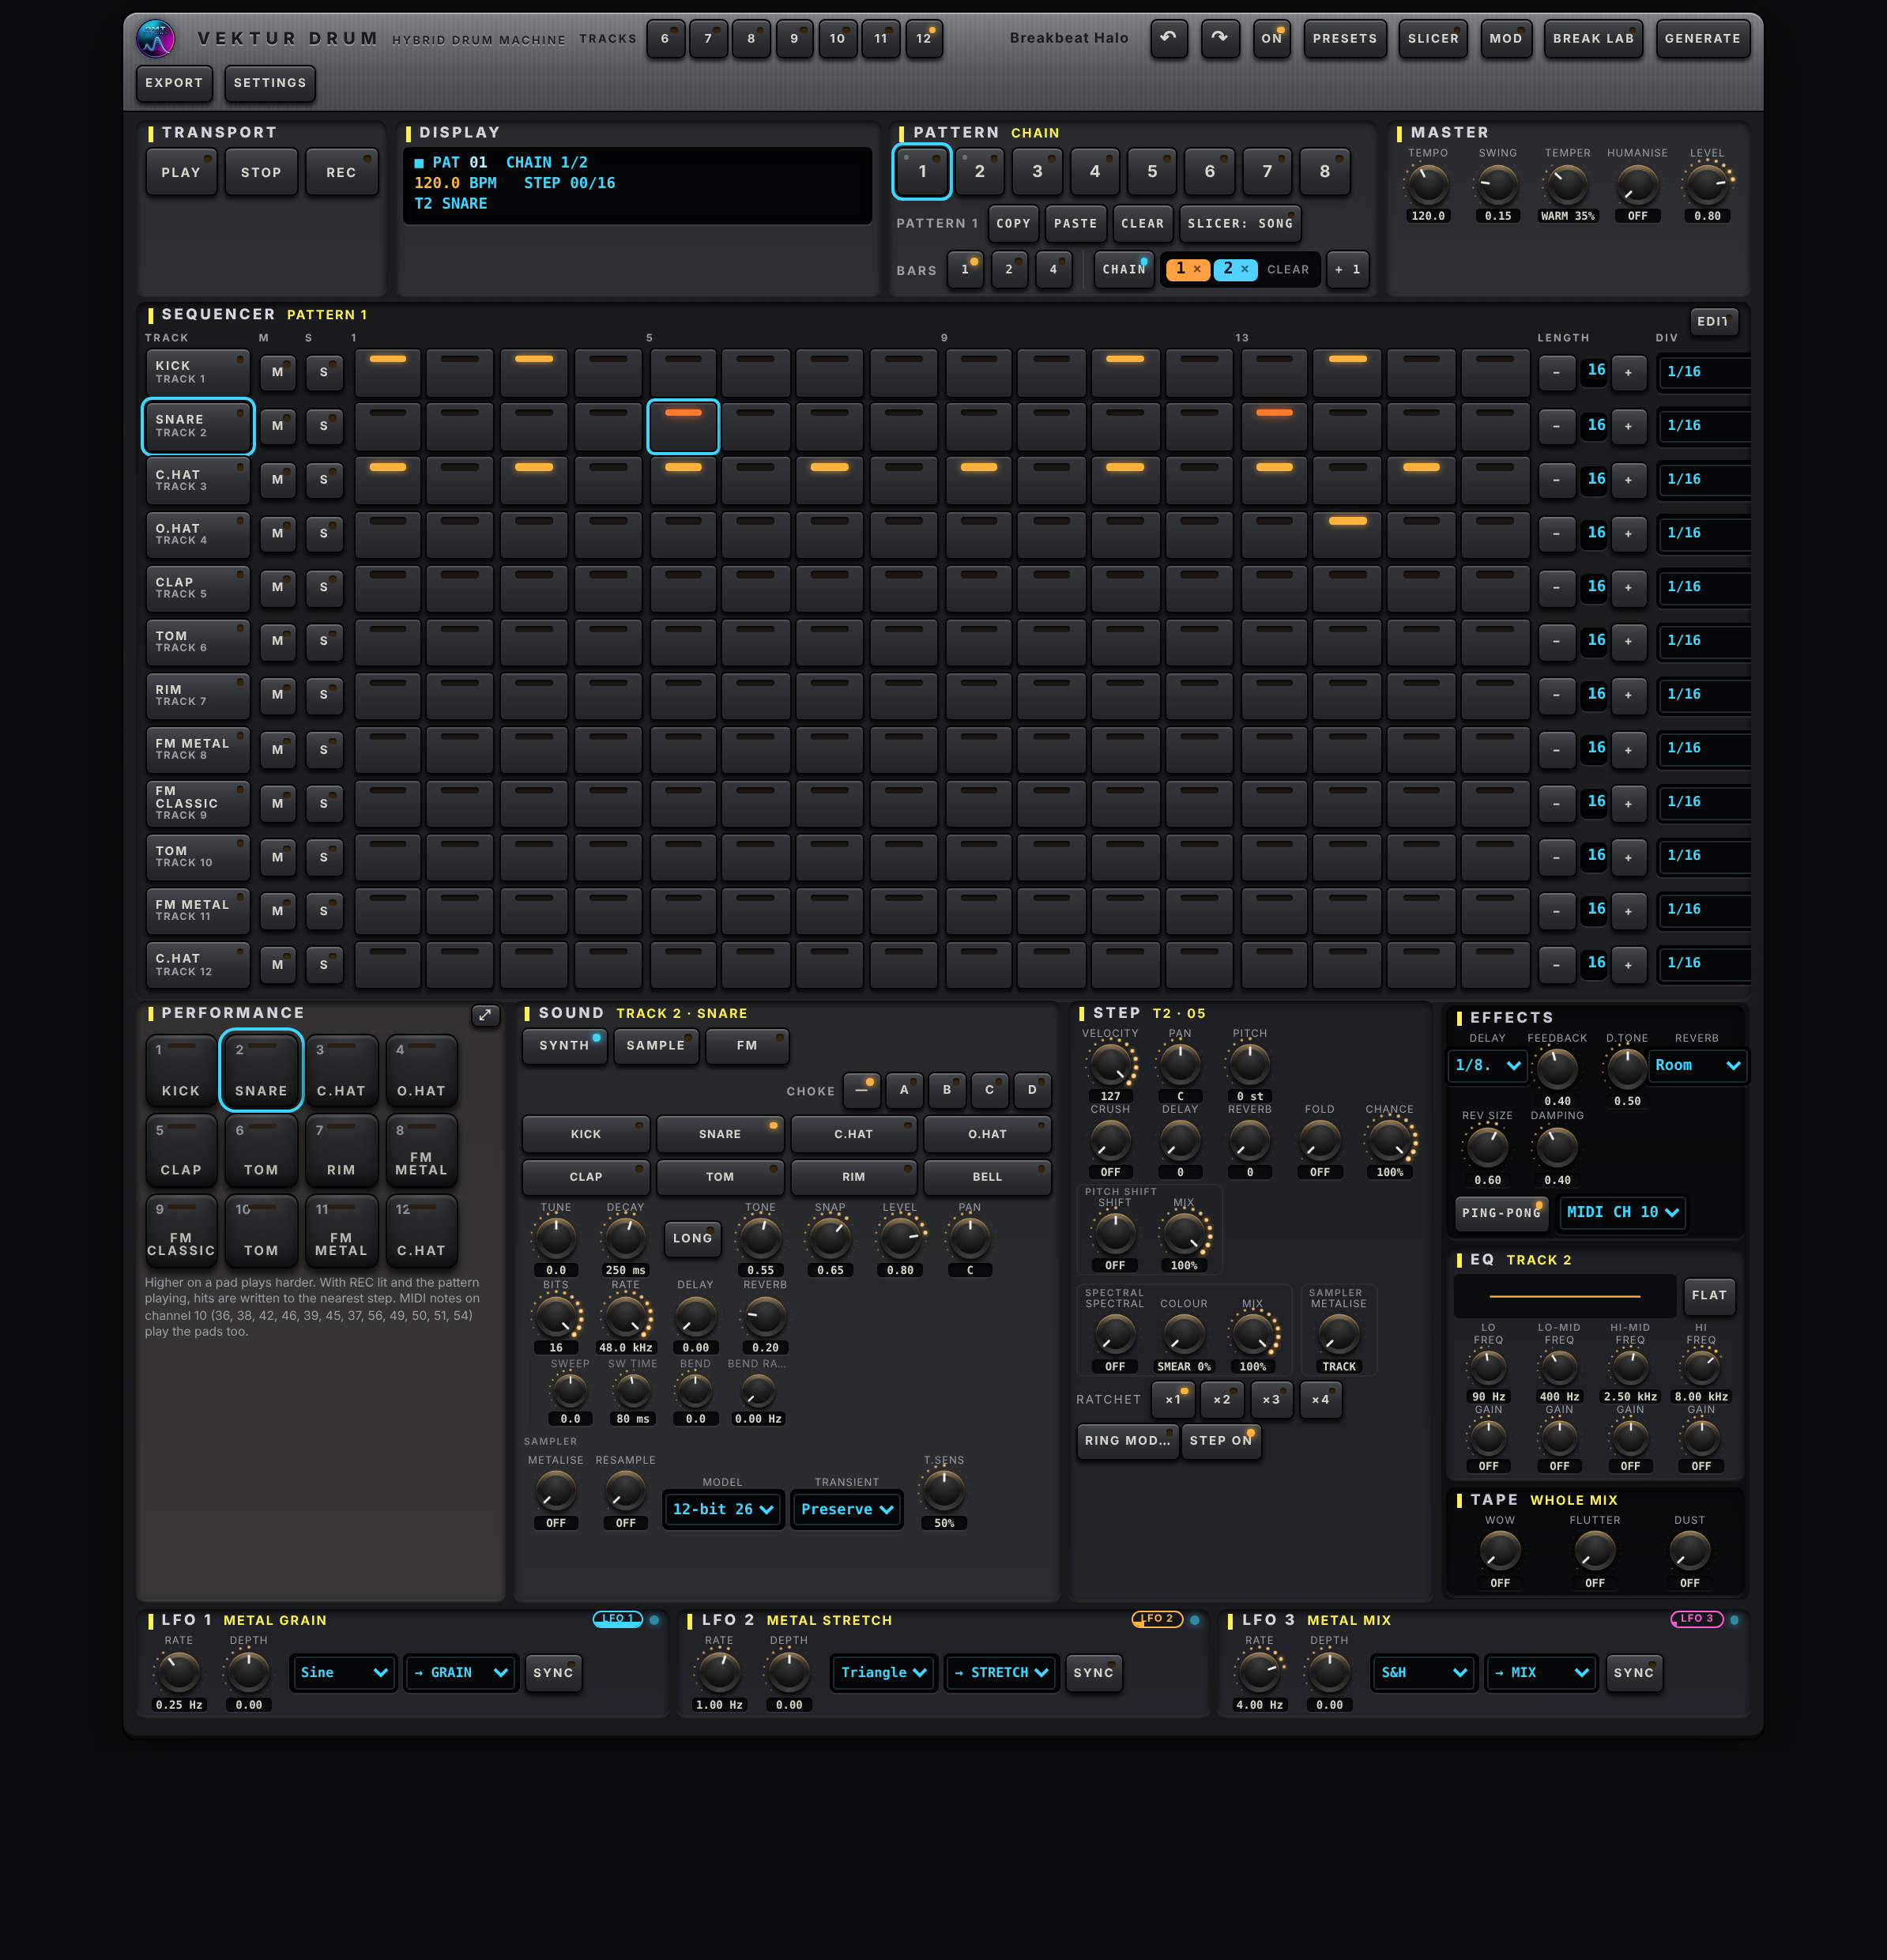 VEKTUR DRUM HYBRID DRUM MACHINE TRACKS 6 7 8 9 10 11 12 Breakbeat Halo ↶ ↷ ON PRESETS SLICER MOD BREAK LAB GENERATE
EXPORT SETTINGS
TRANSPORT
PLAY STOP REC
DISPLAY
■ PAT 01 CHAIN 1/2
120.0 BPM STEP 00/16
T2 SNARE
PATTERN CHAIN
1 2 3 4 5 6 7 8
PATTERN 1 COPY PASTE CLEAR SLICER: SONG
BARS 1 2 4 CHAIN 1 × 2 × CLEAR + 1
MASTER
TEMPO SWING TEMPER HUMANISE LEVEL
120.0 0.15 WARM 35% OFF 0.80
SEQUENCER PATTERN 1 EDIT
TRACK M S 1 5 9 13 LENGTH DIV
KICK
TRACK 1 M S - 16 + 1/16
SNARE
TRACK 2 M S - 16 + 1/16
C.HAT
TRACK 3 M S - 16 + 1/16
O.HAT
TRACK 4 M S - 16 + 1/16
CLAP
TRACK 5 M S - 16 + 1/16
TOM
TRACK 6 M S - 16 + 1/16
RIM
TRACK 7 M S - 16 + 1/16
FM METAL
TRACK 8 M S - 16 + 1/16
FM
CLASSIC
TRACK 9 M S - 16 + 1/16
TOM
TRACK 10 M S - 16 + 1/16
FM METAL
TRACK 11 M S - 16 + 1/16
C.HAT
TRACK 12 M S - 16 + 1/16
PERFORMANCE
1 KICK
2 SNARE
3 C.HAT
4 O.HAT
5 CLAP
6 TOM
7 RIM
8 FM METAL
9 FM CLASSIC
10 TOM
11 FM METAL
12 C.HAT
Higher on a pad plays harder. With REC lit and the pattern
playing, hits are written to the nearest step. MIDI notes on
channel 10 (36, 38, 42, 46, 39, 45, 37, 56, 49, 50, 51, 54)
play the pads too.
SOUND TRACK 2 · SNARE
SYNTH SAMPLE FM
CHOKE — A B C D
KICK SNARE C.HAT O.HAT
CLAP TOM RIM BELL
TUNE DECAY LONG TONE SNAP LEVEL PAN
0.0 250 ms 0.55 0.65 0.80 C
BITS RATE DELAY REVERB
16 48.0 kHz 0.00 0.20
SWEEP SW TIME BEND BEND RA...
0.0 80 ms 0.0 0.00 Hz
SAMPLER
METALISE RESAMPLE MODEL TRANSIENT T.SENS
OFF OFF 12-bit 26 Preserve 50%
STEP T2 · 05
VELOCITY PAN PITCH
127 C 0 st
CRUSH DELAY REVERB FOLD CHANCE
OFF 0 0 OFF 100%
PITCH SHIFT
SHIFT MIX
OFF 100%
SPECTRAL SAMPLER
SPECTRAL COLOUR MIX METALISE
OFF SMEAR 0% 100% TRACK
RATCHET ×1 ×2 ×3 ×4
RING MOD... STEP ON
EFFECTS
DELAY FEEDBACK D.TONE REVERB
1/8. 0.40 0.50 Room
REV SIZE DAMPING
0.60 0.40
PING-PONG MIDI CH 10
EQ TRACK 2
FLAT
LO LO-MID HI-MID HI
FREQ FREQ FREQ FREQ
90 Hz 400 Hz 2.50 kHz 8.00 kHz
GAIN GAIN GAIN GAIN
OFF OFF OFF OFF
TAPE WHOLE MIX
WOW FLUTTER DUST
OFF OFF OFF
LFO 1 METAL GRAIN LFO 1
RATE DEPTH
Sine → GRAIN SYNC
0.25 Hz 0.00
LFO 2 METAL STRETCH LFO 2
RATE DEPTH
Triangle → STRETCH SYNC
1.00 Hz 0.00
LFO 3 METAL MIX LFO 3
RATE DEPTH
S&H → MIX SYNC
4.00 Hz 0.00